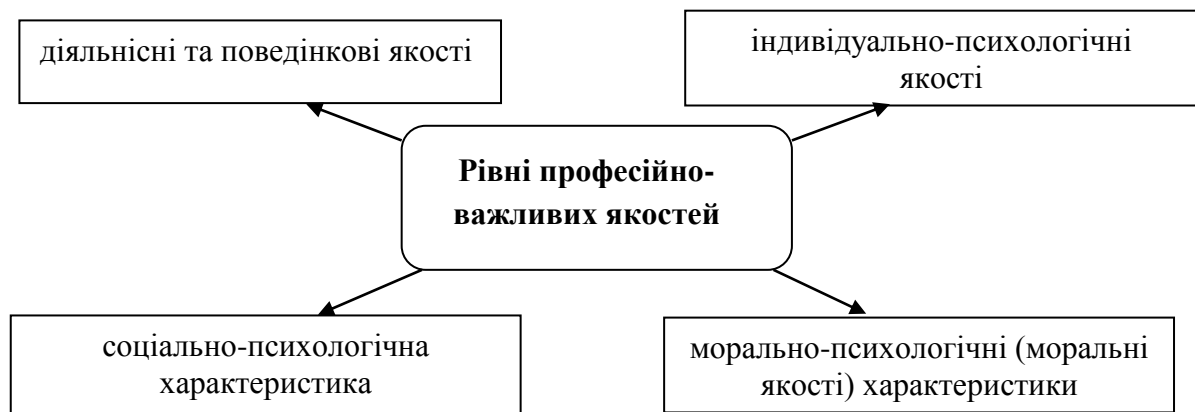 діяльнісні та поведінкові якості
індивідуально-психологічні
якості
Рівні професійно-
важливих якостей
соціально-психологічна
характеристика
морально-психологічні (моральні
якості) характеристики